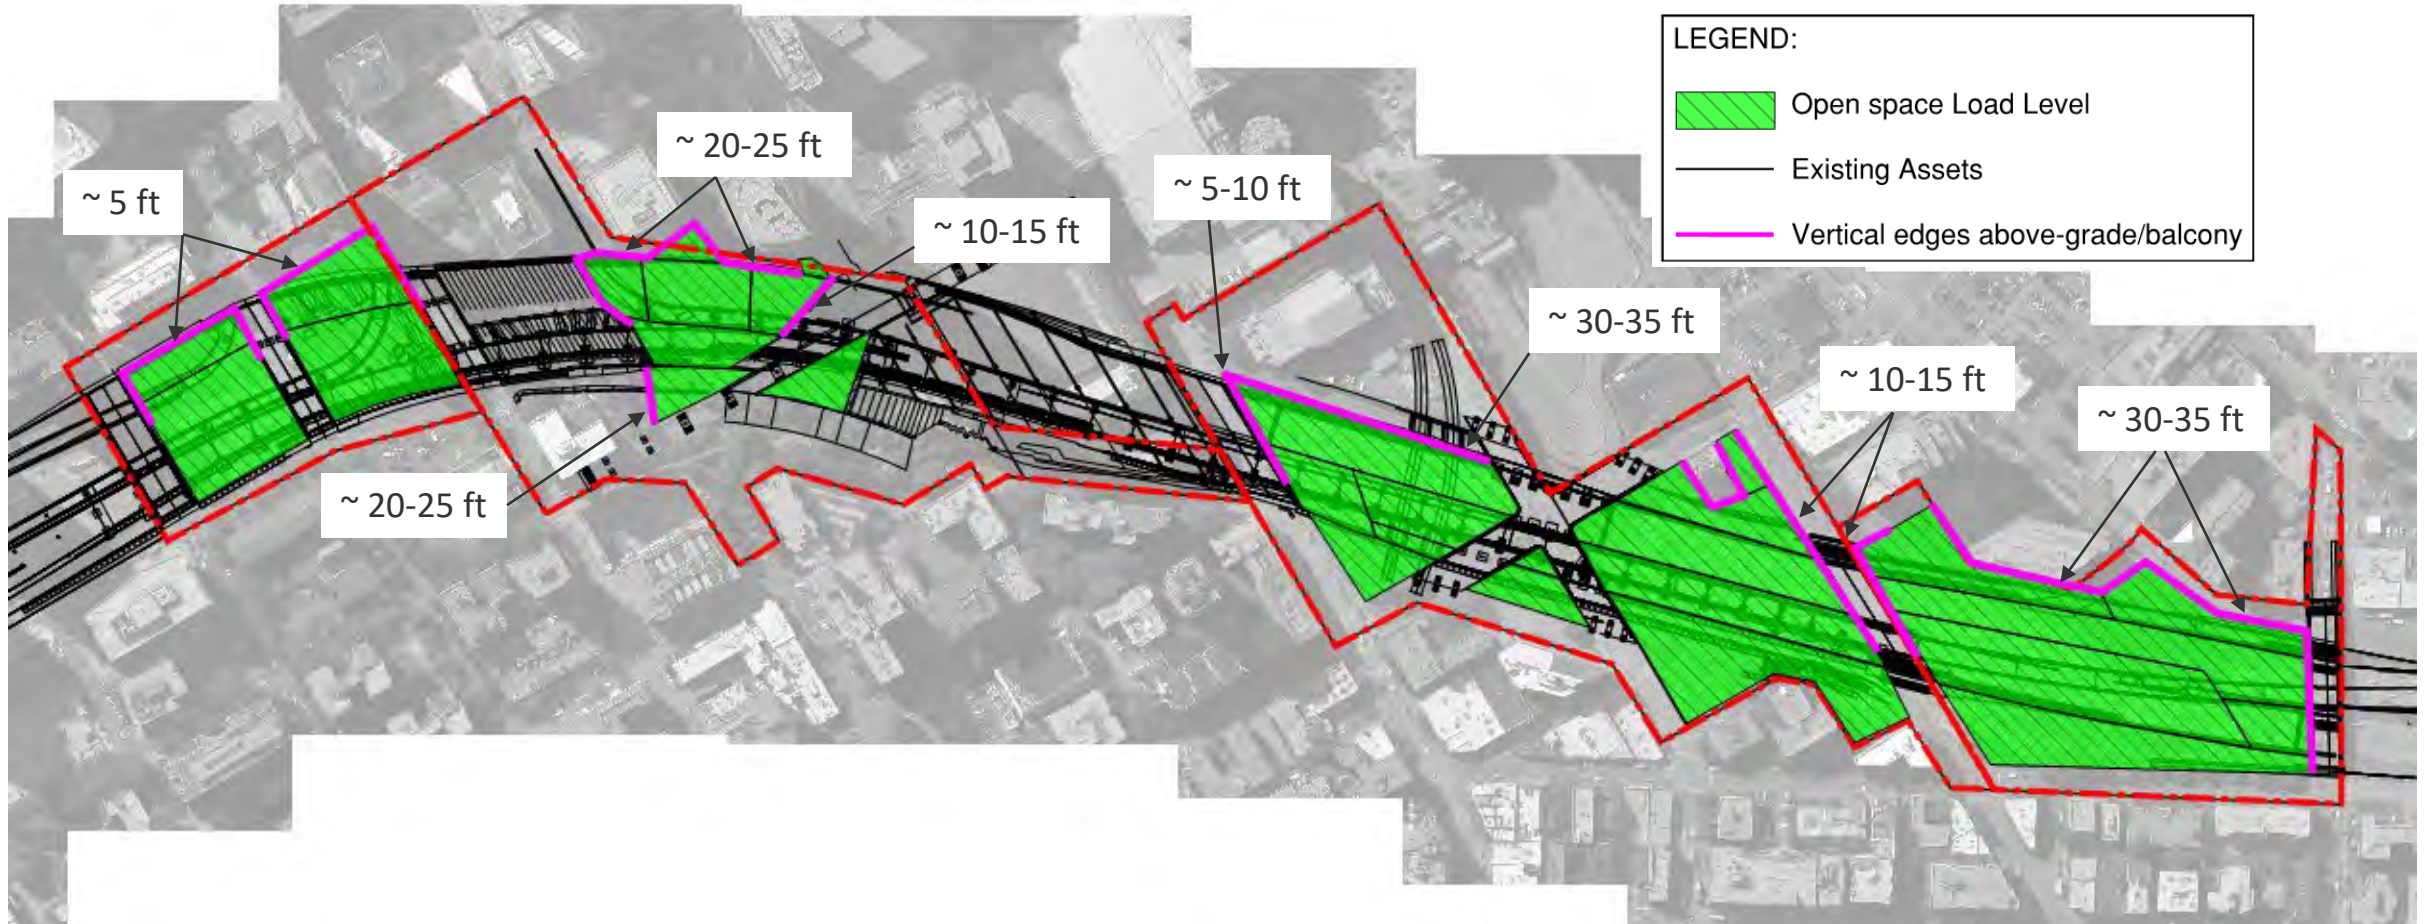 LEGEND:
Open space Load Level
Existing Assets
Vertical edges above-grade/balcony
~ 20-25 ft
~ 5 ft
~ 5-10 ft
~ 10-15 ft
~ 30-35 ft
~ 10-15 ft
~ 30-35 ft
~ 20-25 ft